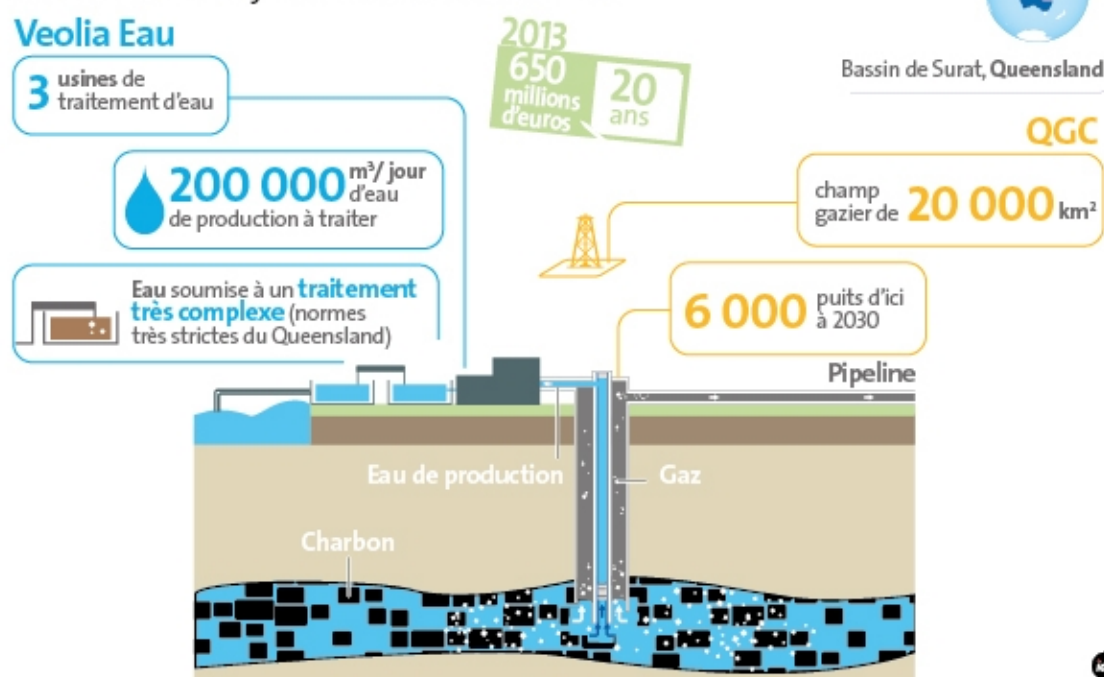 Veolia Eau
3 usines de
traitement d'eau
2013
650
millions
d'euros
20
ans
Bassin de Surat, Queensland
QGC
200 000 m³/ jour
d'eau
de production à traiter
champ
gazier de 20 000 km²
Eau soumise à un traitement
très complexe (normes
très strictes du Queensland)
6 000 puits d'ici
à 2030
Pipeline
Eau de production
Gaz
Charbon